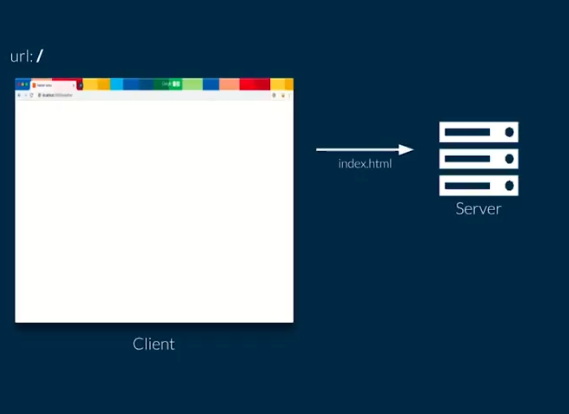 url: /
index.html
Server
Client